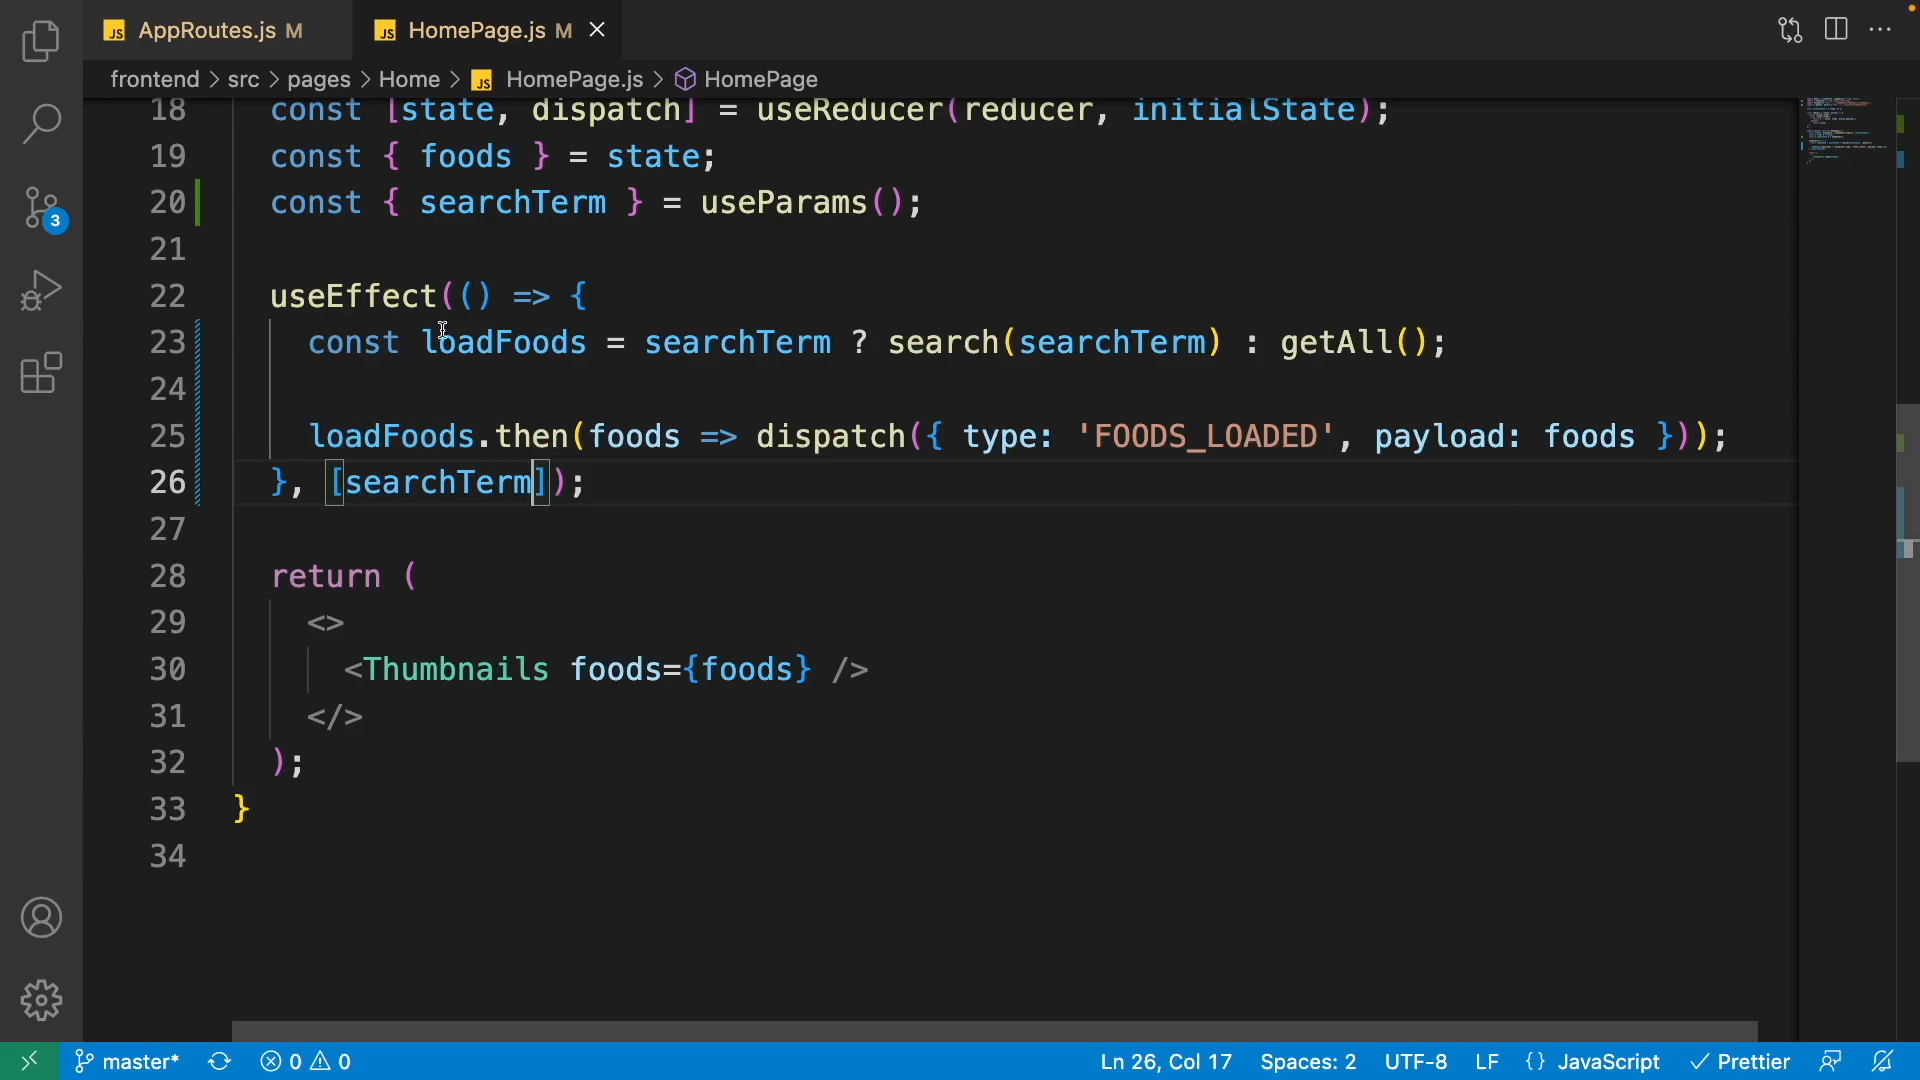 JS AppRoutes.js M JS HomePage.js M
frontend > src > pages > Home > JS HomePage.js > HomePage
18 const [state, dispatch] = useReducer(reducer, initialState);
19 const { foods } = state;
20 const { searchTerm } = useParams();
21
22 useEffect(() => {
23 const loadFoods = searchTerm ? search(searchTerm) : getAll();
24
25 loadFoods.then(foods => dispatch({ type: 'FOODS_LOADED', payload: foods }));
26 }, [searchTerm]);
27
28 return (
29 <>
30 <Thumbnails foods={foods} />
31 </>
32 );
33 }
34
3
master* 0 0 Ln 26, Col 17 Spaces: 2 UTF-8 LF {} JavaScript Prettier